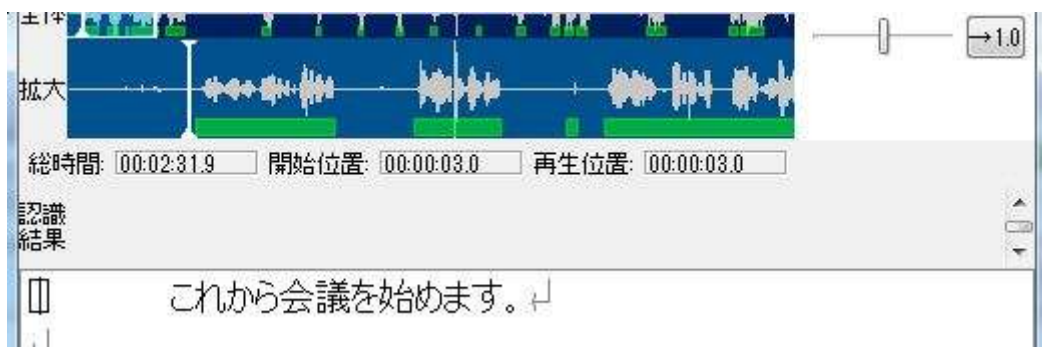 全体
→1.0
拡大
総時間: 00:02:31.9 開始位置: 00:00:03.0 再生位置: 00:00:03.0
認識
結果
これから会議を始めます。↲